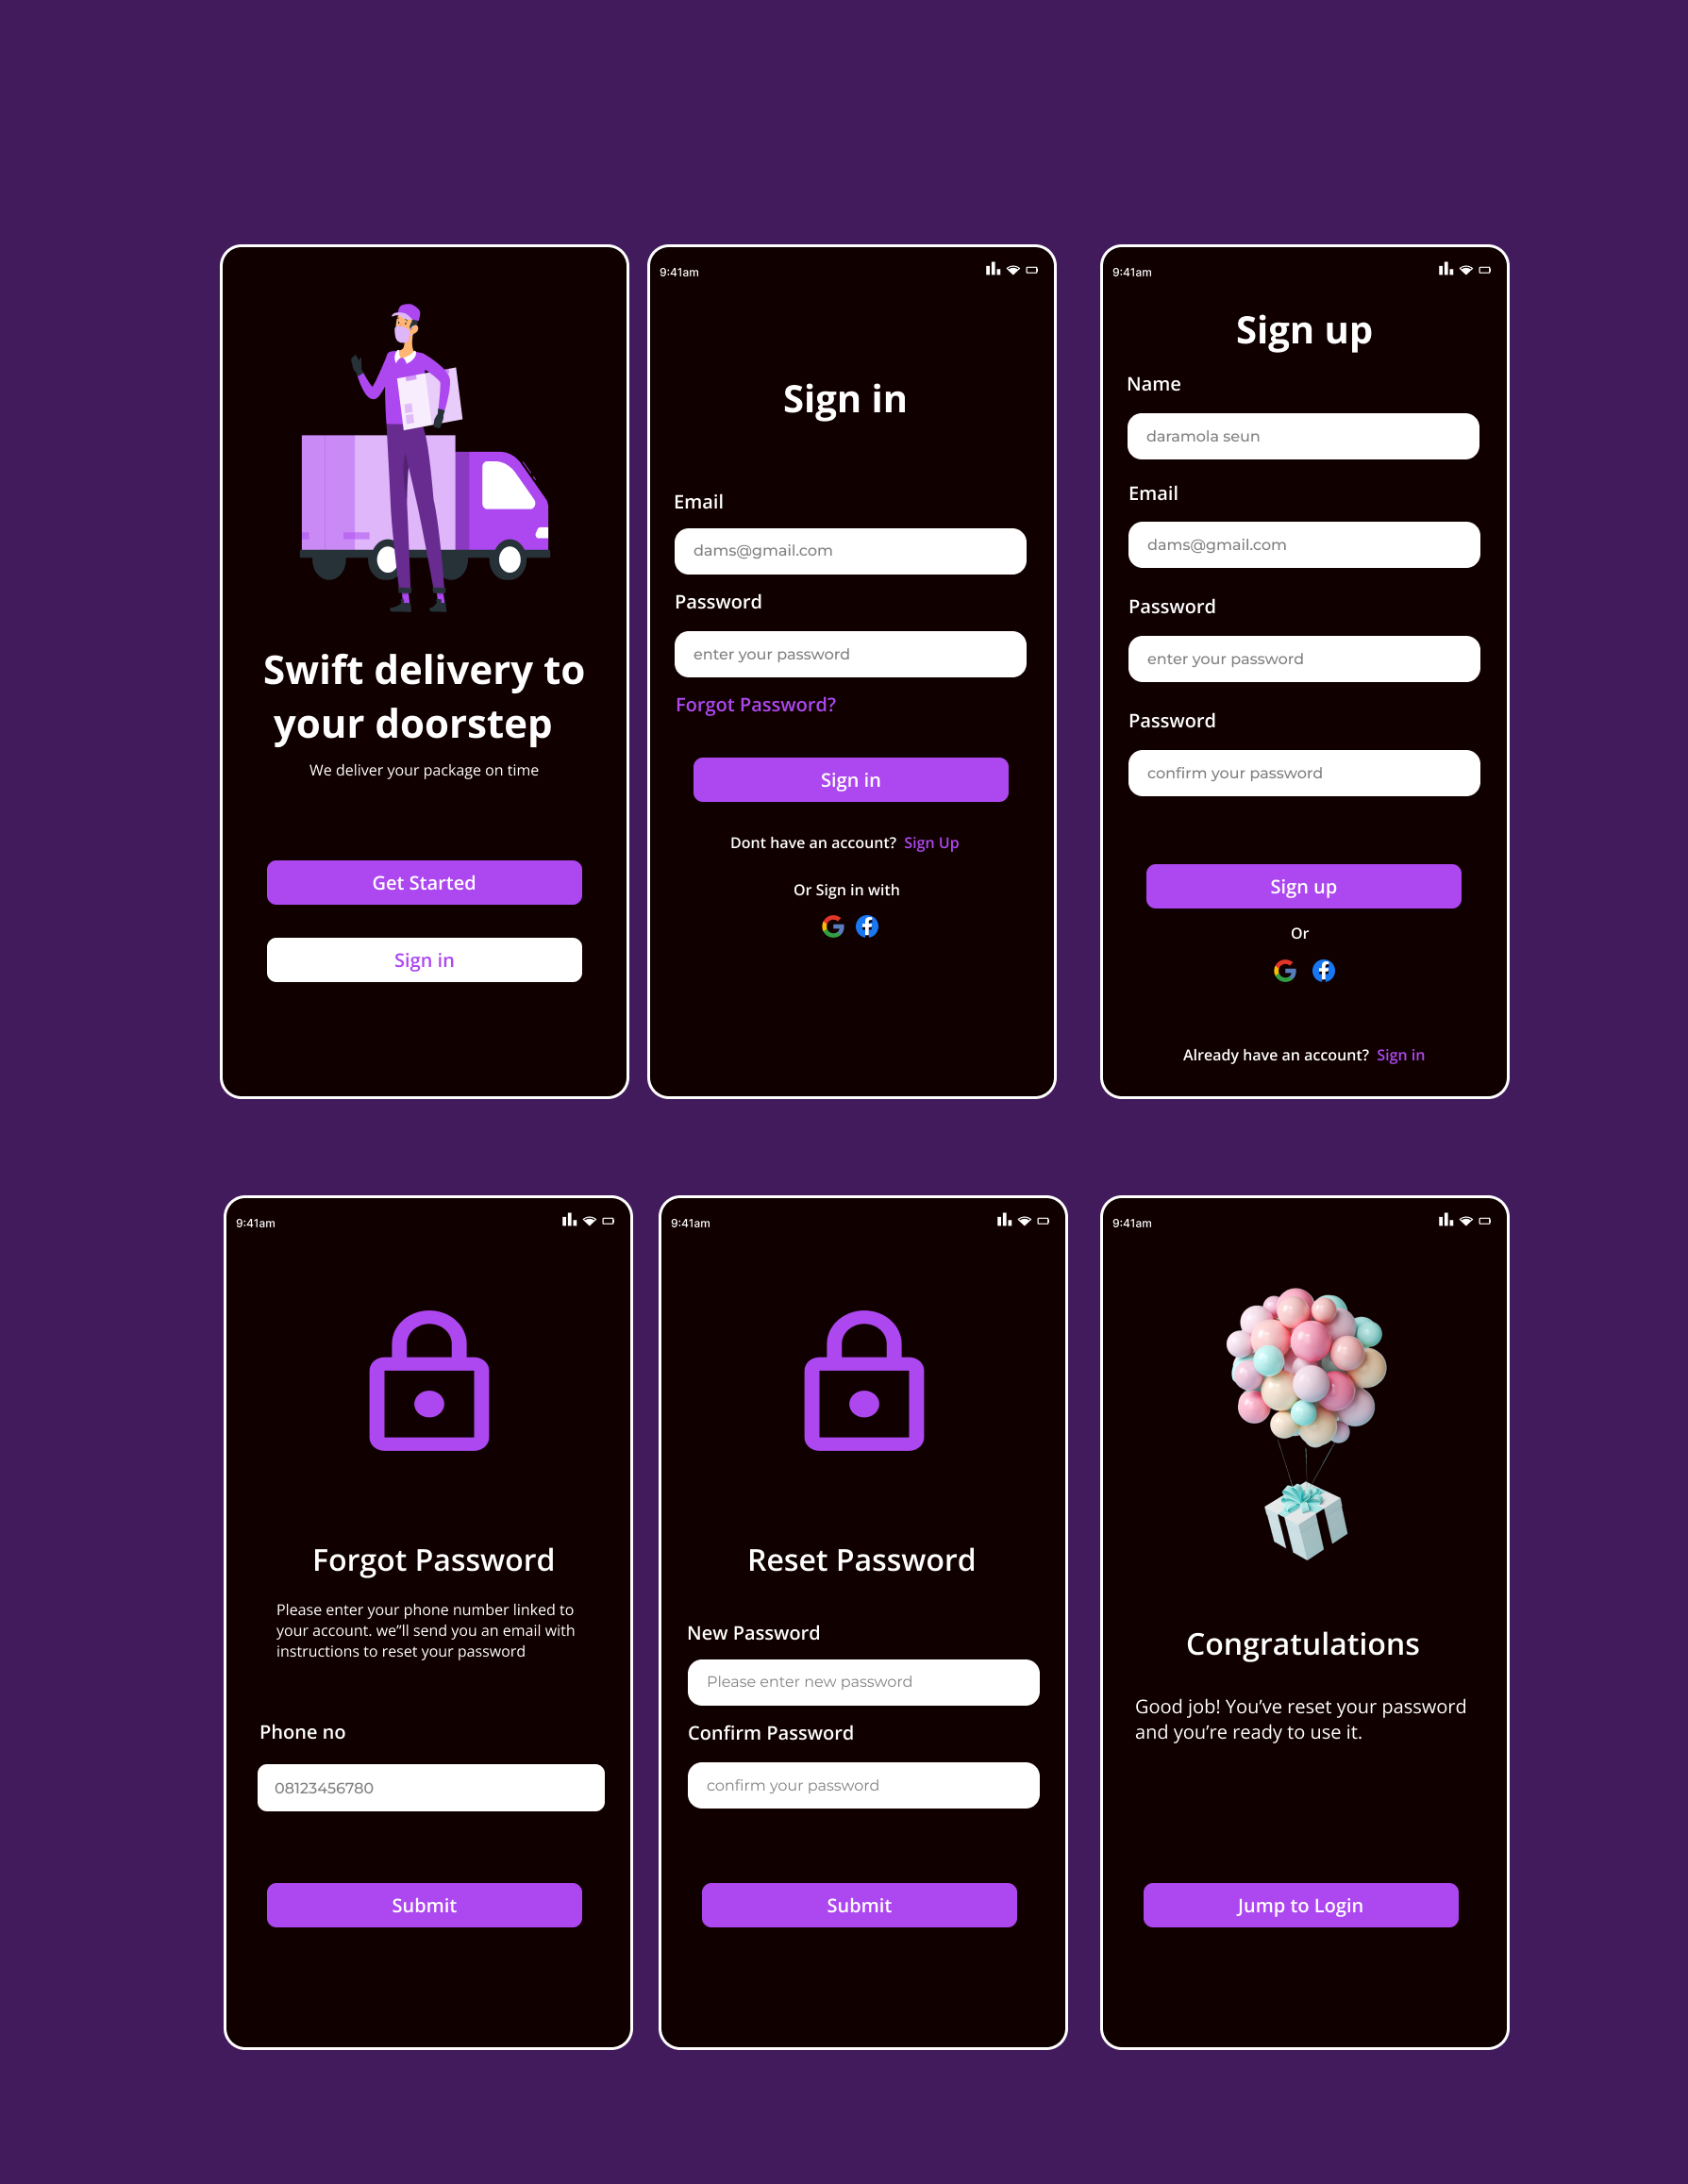 Swift delivery to
your doorstep
We deliver your package on time
Get Started
Sign in
9:41am
Sign in
Email
dams@gmail.com
Password
enter your password
Forgot Password?
Sign in
Dont have an account? Sign Up
Or Sign in with
9:41am
Sign up
Name
daramola seun
Email
dams@gmail.com
Password
enter your password
Password
confirm your password
Sign up
Or
Already have an account? Sign in
9:41am
Forgot Password
Please enter your phone number linked to
your account. we”ll send you an email with
instructions to reset your password
Phone no
08123456780
Submit
9:41am
Reset Password
New Password
Please enter new password
Confirm Password
confirm your password
Submit
9:41am
Congratulations
Good job! You’ve reset your password
and you’re ready to use it.
Jump to Login